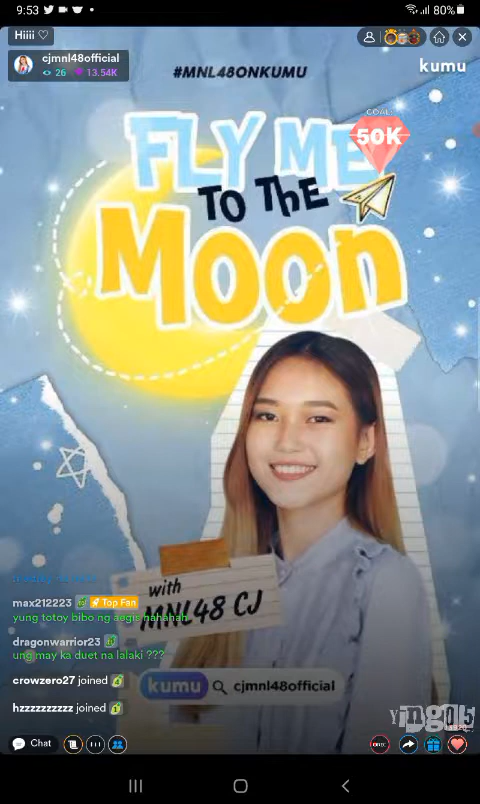 9:53
80%
Hiiii ♡
cjmnl48official
26 13.54K
#MNL48ONKUMU
kumu
GOAL:
50K
FLY ME
TO THE
MOON
with
MNL48 CJ
max212223 Top Fan
yung totoy bibo ng aegis hahahah
dragonwarrior23
ung may ka duet na lalaki ???
crowzero27 joined
hzzzzzzzzzz joined
kumu cjmnl48official
Chat